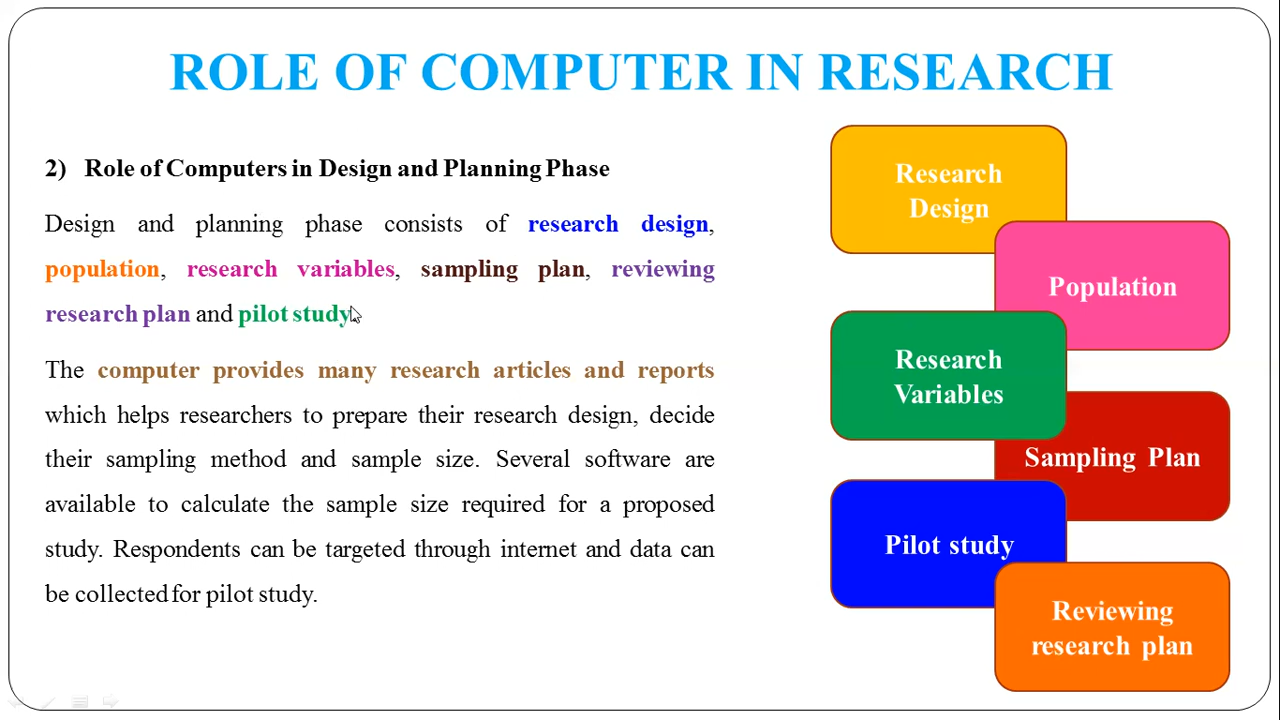 ROLE OF COMPUTER IN RESEARCH
2) Role of Computers in Design and Planning Phase
Design and planning phase consists of research design,
population, research variables, sampling plan, reviewing
research plan and pilot study
The computer provides many research articles and reports
which helps researchers to prepare their research design, decide
their sampling method and sample size. Several software are
available to calculate the sample size required for a proposed
study. Respondents can be targeted through internet and data can
be collected for pilot study.
Research
Design
Population
Research
Variables
Sampling Plan
Pilot study
Reviewing
research plan